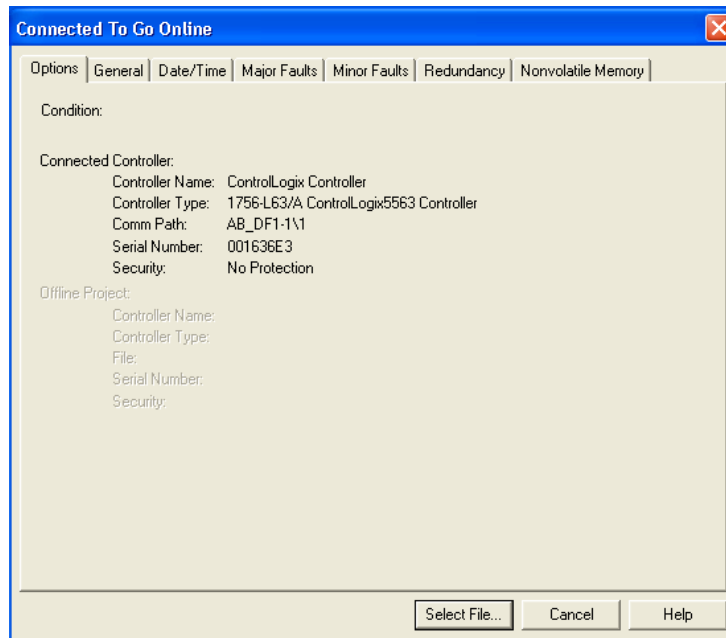 Connected To Go Online
Options General Date/Time Major Faults Minor Faults Redundancy Nonvolatile Memory
Condition:
Connected Controller:
Controller Name: ControlLogix Controller
Controller Type: 1756-L63/A ControlLogix5563 Controller
Comm Path: AB_DF1-1\1
Serial Number: 001636E3
Security: No Protection
Offline Project:
Controller Name:
Controller Type:
File:
Serial Number:
Security:
Select File... Cancel Help